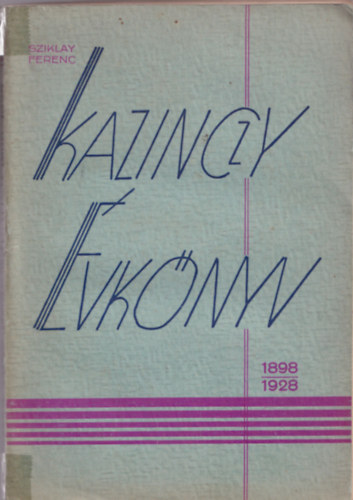 SZIKLAY
FERENC
KAZINCZY
ÉVKÖNYV
1898
1928